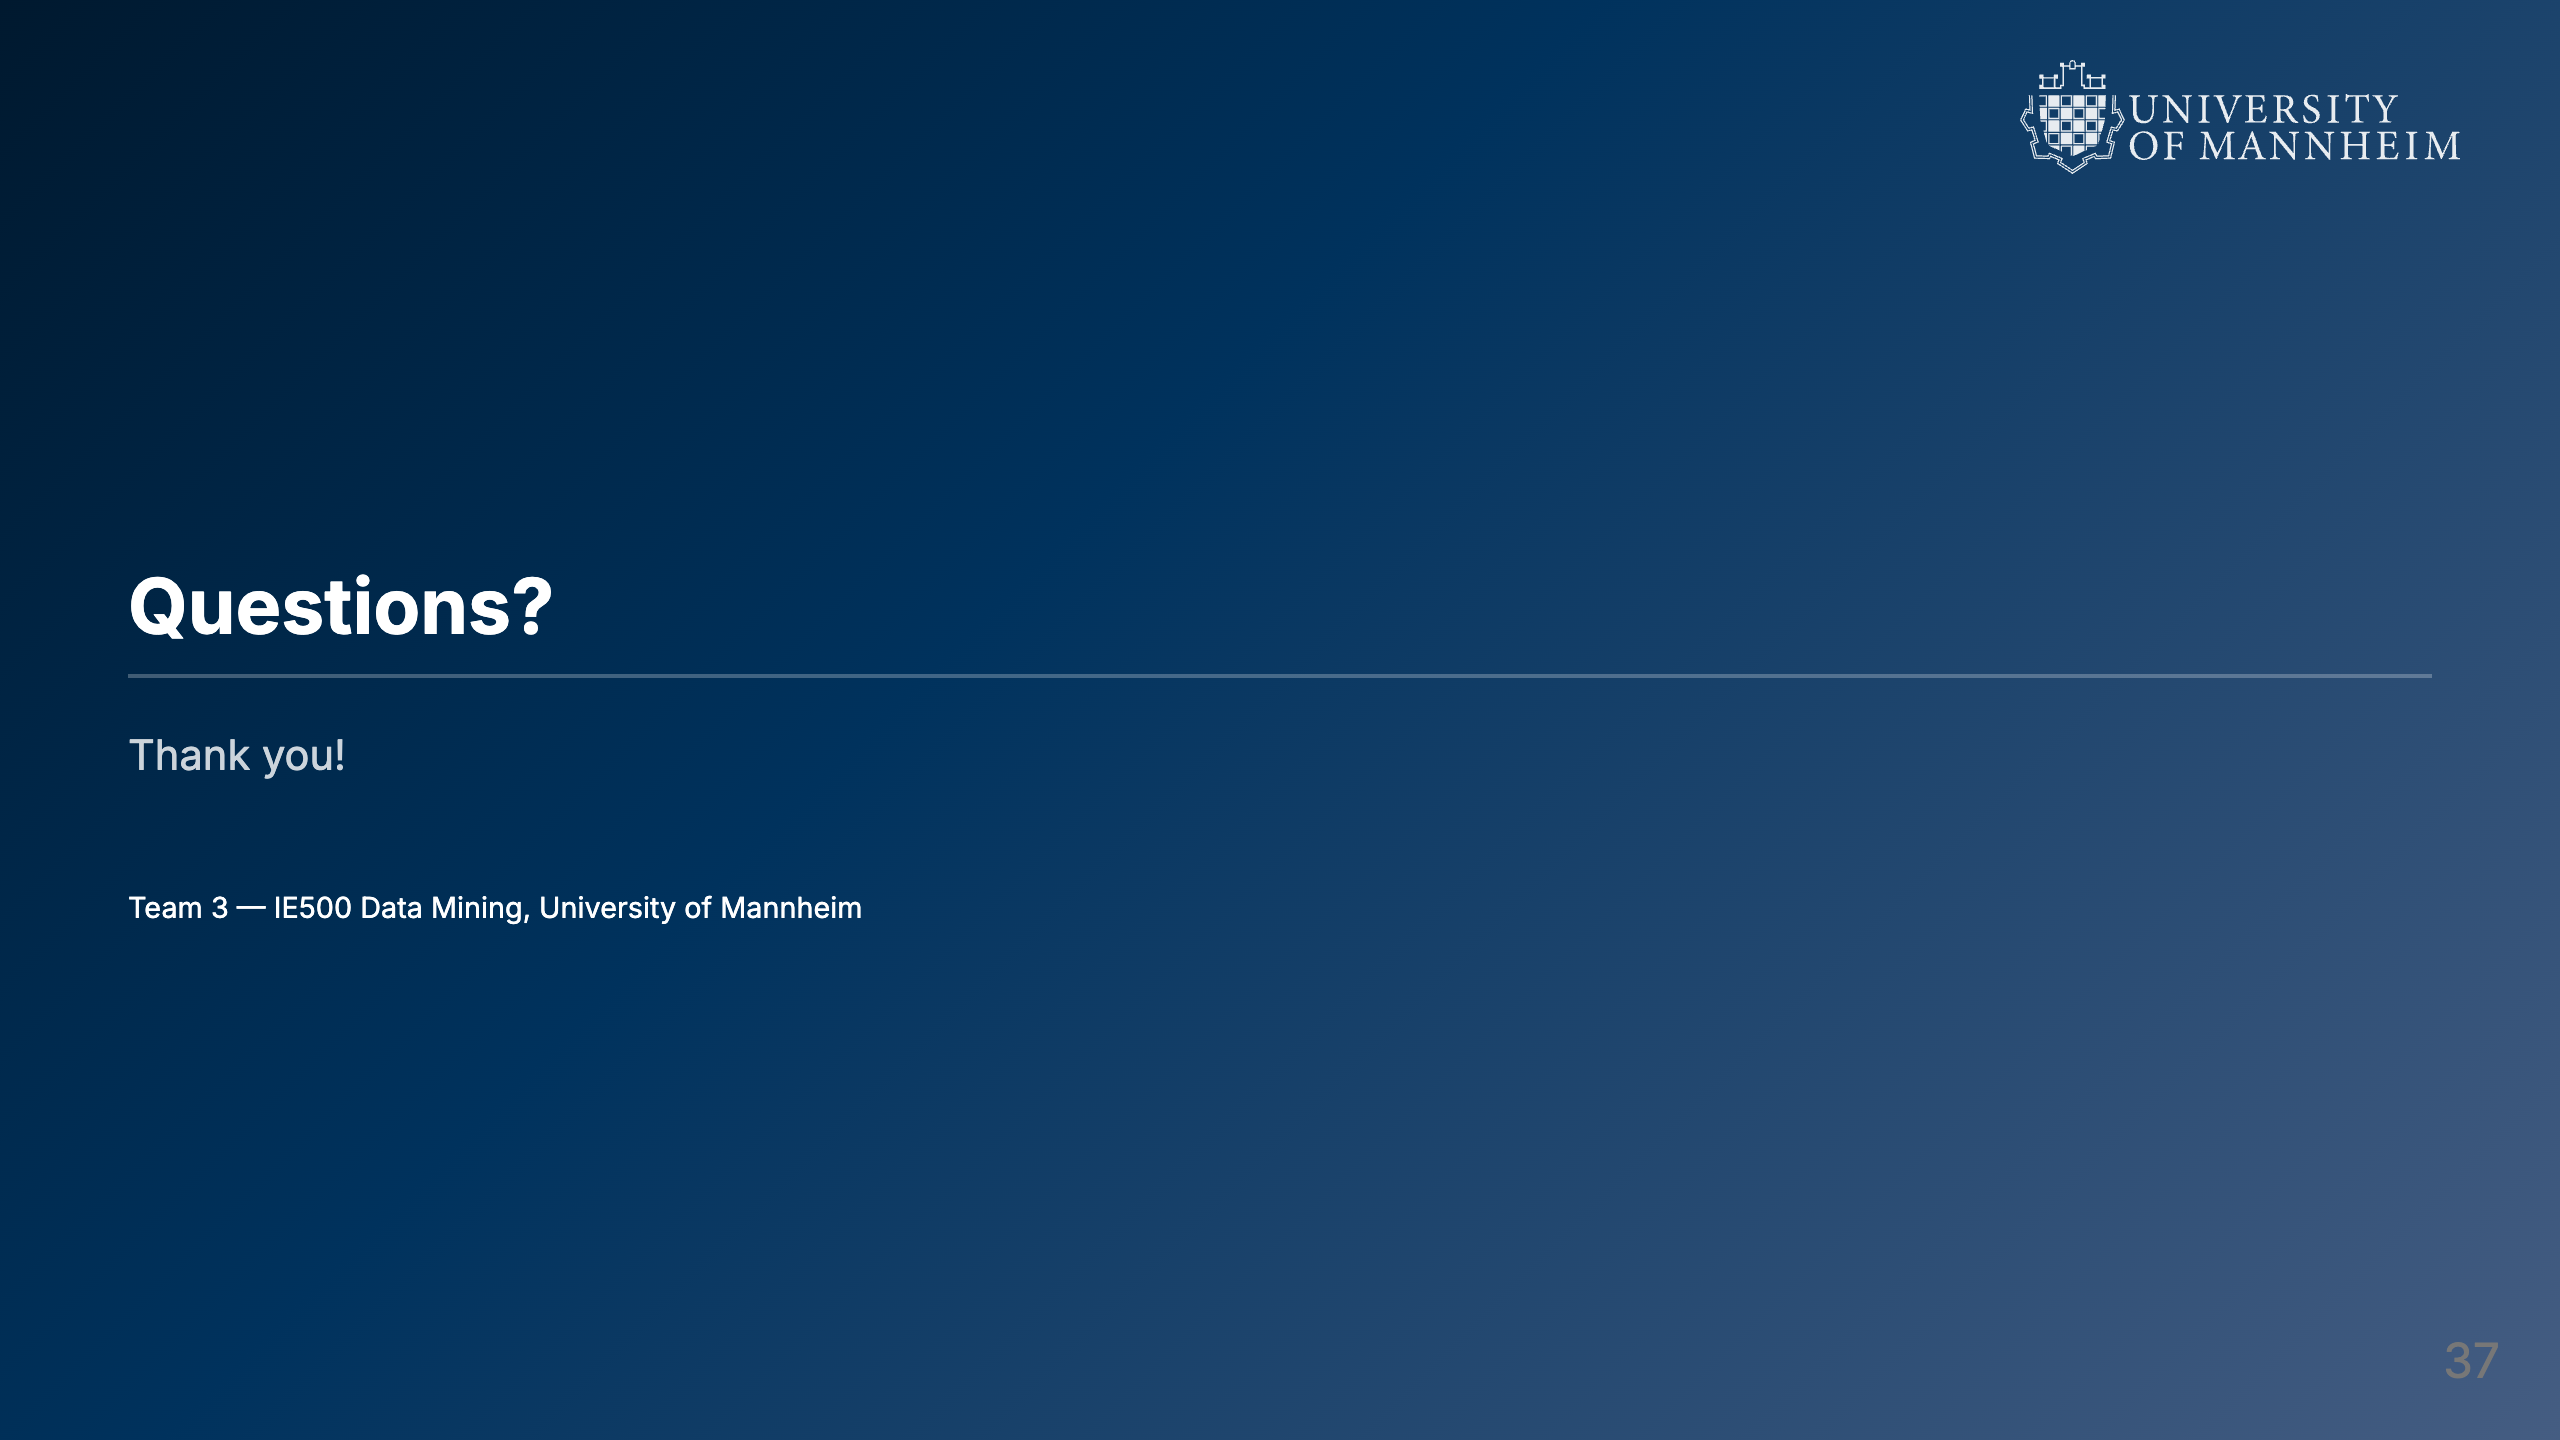 UNIVERSITY
OF MANNHEIM
Questions?
Thank you!
Team 3 — IE500 Data Mining, University of Mannheim
37